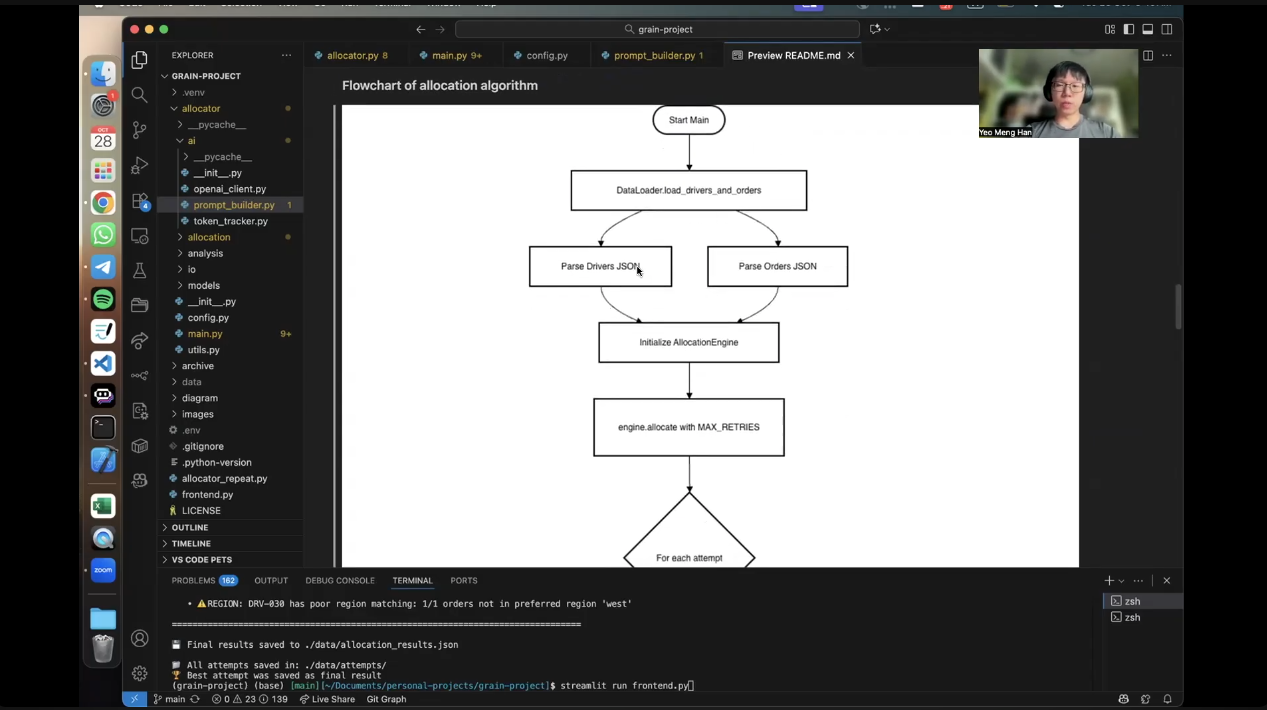 grain-project
EXPLORER
allocator.py 8
main.py 9+
config.py
prompt_builder.py 1
Preview README.md
GRAIN-PROJECT
.venv
allocator
__pycache__
ai
__pycache__
__init__.py
openai_client.py
prompt_builder.py 1
token_tracker.py
allocation
analysis
io
models
__init__.py
config.py
main.py 9+
utils.py
archive
data
diagram
images
.env
.gitignore
.python-version
allocator_repeat.py
frontend.py
LICENSE
OUTLINE
TIMELINE
VS CODE PETS
OCT
28
1
4
zoom
Flowchart of allocation algorithm
Start Main
DataLoader.load_drivers_and_orders
Parse Drivers JSON
Parse Orders JSON
Initialize AllocationEngine
engine.allocate with MAX_RETRIES
For each attempt
Yeo Meng Han
PROBLEMS 162
OUTPUT
DEBUG CONSOLE
TERMINAL
PORTS
• ⚠REGION: DRV-030 has poor region matching: 1/1 orders not in preferred region 'west'
================================================================================
Final results saved to ./data/allocation_results.json
All attempts saved in: ./data/attempts/
Best attempt was saved as final result
(grain-project) (base) [main][~/Documents/personal-projects/grain-project]$ streamlit run frontend.py
zsh
zsh
main
0 23 139
Live Share
Git Graph